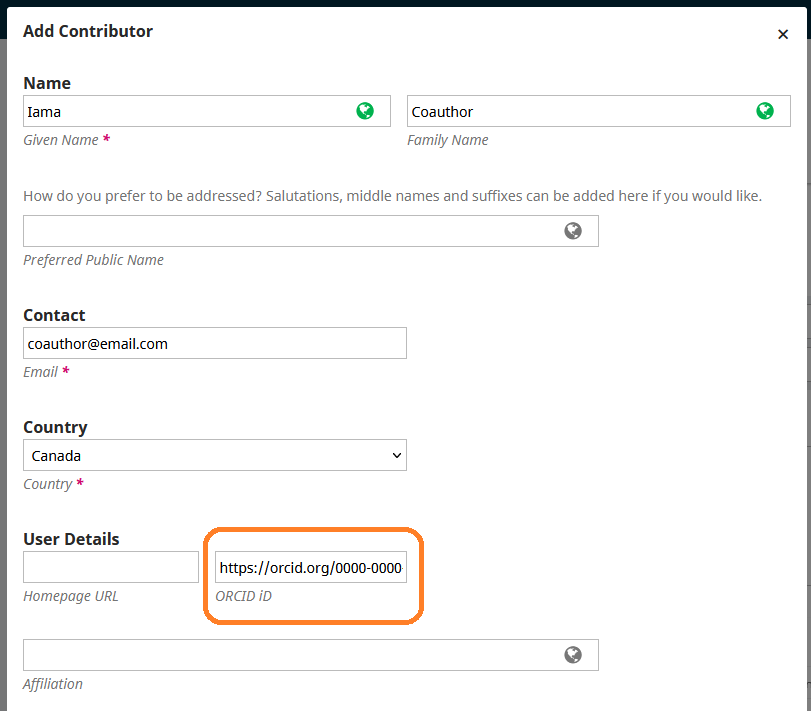 Add Contributor
×
Name
Iama
Coauthor
Given Name *
Family Name
How do you prefer to be addressed? Salutations, middle names and suffixes can be added here if you would like.
Preferred Public Name
Contact
coauthor@email.com
Email *
Country
Canada
Country *
User Details
https://orcid.org/0000-0000-
Homepage URL
ORCID iD
Affiliation